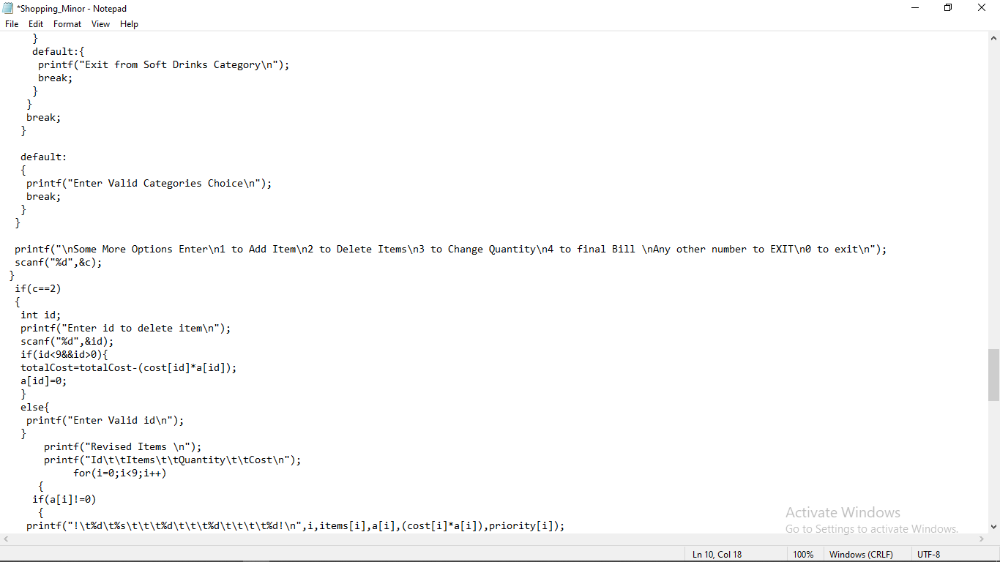 *Shopping_Minor - Notepad
File Edit Format View Help
}
default:{
printf("Exit from Soft Drinks Category\n");
break;
}
}
break;
}
default:
{
printf("Enter Valid Categories Choice\n");
break;
}
}
printf("\nSome More Options Enter\n1 to Add Item\n2 to Delete Items\n3 to Change Quantity\n4 to final Bill \nAny other number to EXIT\n0 to exit\n");
scanf("%d",&c);
}
if(c==2)
{
int id;
printf("Enter id to delete item\n");
scanf("%d",&id);
if(id<9&&id>0){
totalCost=totalCost-(cost[id]*a[id]);
a[id]=0;
}
else{
printf("Enter Valid id\n");
}
printf("Revised Items \n");
printf("Id\t\tItems\t\tQuantity\t\tCost\n");
for(i=0;i<9;i++)
{
if(a[i]!=0)
{
printf("!\t%d\t%s\t\t\t%d\t\t\t%d\t\t\t\t%d!\n",i,items[i],a[i],(cost[i]*a[i]),priority[i]);
Activate Windows
Go to Settings to activate Windows.
Ln 10, Col 18 100% Windows (CRLF) UTF-8